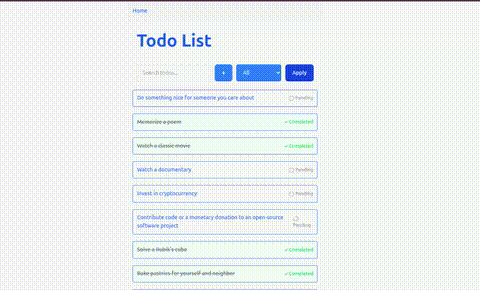 Home
Todo List
Search todos...
+
All
Apply
Do something nice for someone you care about
Pending
Memorize a poem
✓ Completed
Watch a classic movie
✓ Completed
Watch a documentary
Pending
Invest in cryptocurrency
Pending
Contribute code or a monetary donation to an open-source
software project
Pending
Solve a Rubik's cube
✓ Completed
Bake pastries for yourself and neighbor
✓ Completed